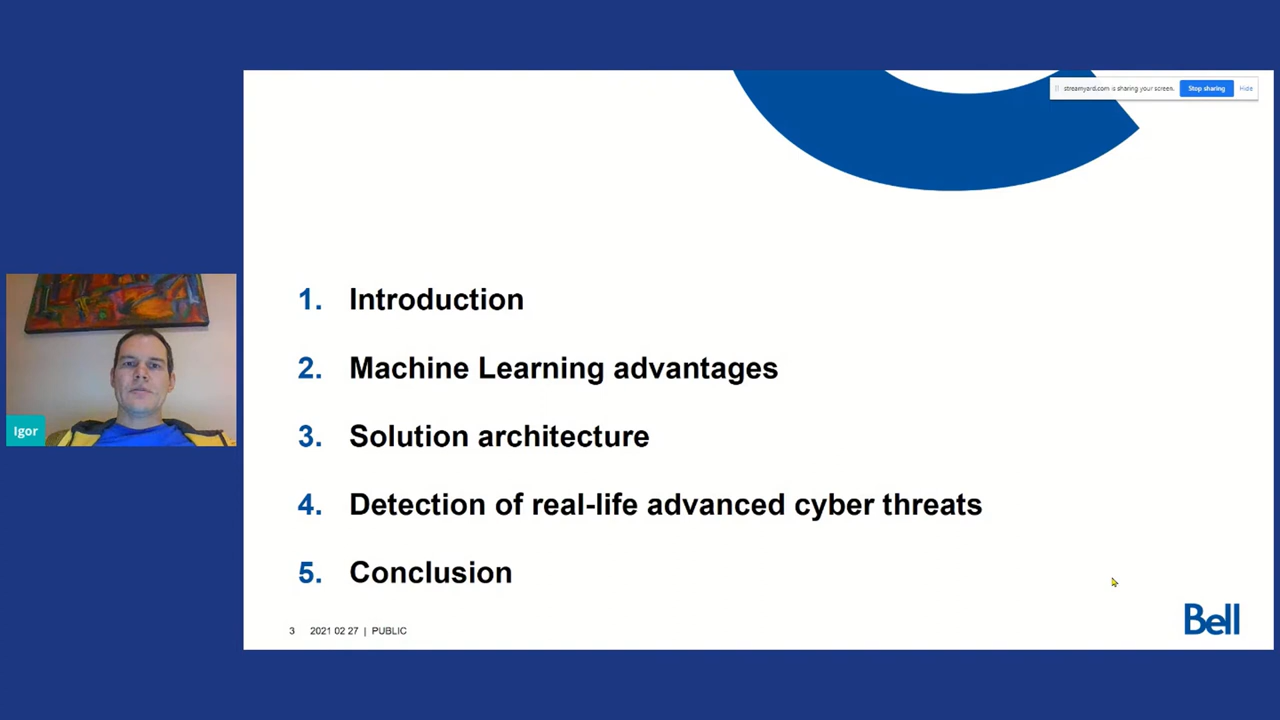 streamyard.com is sharing your screen. Stop sharing Hide
1. Introduction
2. Machine Learning advantages
3. Solution architecture
4. Detection of real-life advanced cyber threats
5. Conclusion
Igor
3 2021 02 27 | PUBLIC
Bell